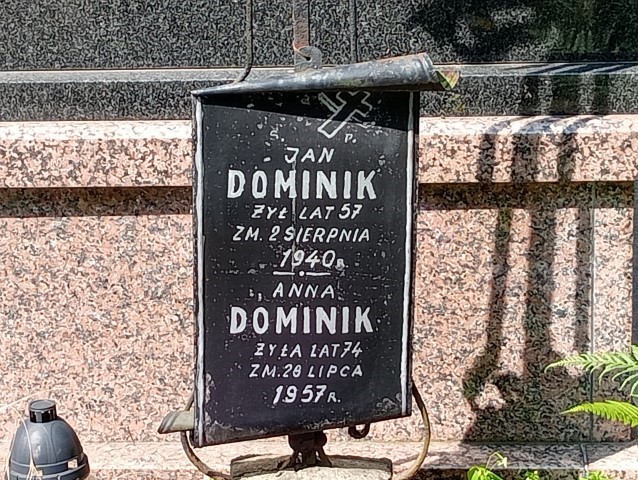 Ś. P.
JAN
DOMINIK
ŻYŁ LAT 57
ZM. 2 SIERPNIA
1940 R.
ANNA
DOMINIK
ŻYŁA LAT 74
ZM. 28 LIPCA
1957 R.